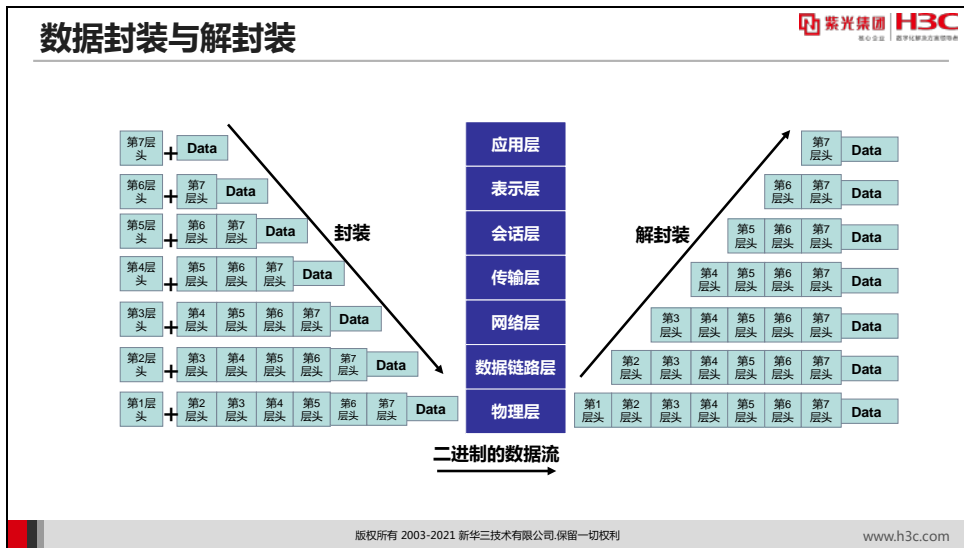 数据封装与解封装
紫光集团 H3C
核心企业 数字化解决方案领导者
第7层头 + Data
应用层
第7层头 Data
第6层头 + 第7层头 Data
表示层
第6层头 第7层头 Data
第5层头 + 第6层头 第7层头 Data
封装
会话层
解封装
第5层头 第6层头 第7层头 Data
第4层头 + 第5层头 第6层头 第7层头 Data
传输层
第4层头 第5层头 第6层头 第7层头 Data
第3层头 + 第4层头 第5层头 第6层头 第7层头 Data
网络层
第3层头 第4层头 第5层头 第6层头 第7层头 Data
第2层头 + 第3层头 第4层头 第5层头 第6层头 第7层头 Data
数据链路层
第2层头 第3层头 第4层头 第5层头 第6层头 第7层头 Data
第1层头 + 第2层头 第3层头 第4层头 第5层头 第6层头 第7层头 Data
物理层
第1层头 第2层头 第3层头 第4层头 第5层头 第6层头 第7层头 Data
二进制的数据流
版权所有 2003-2021 新华三技术有限公司.保留一切权利
www.h3c.com